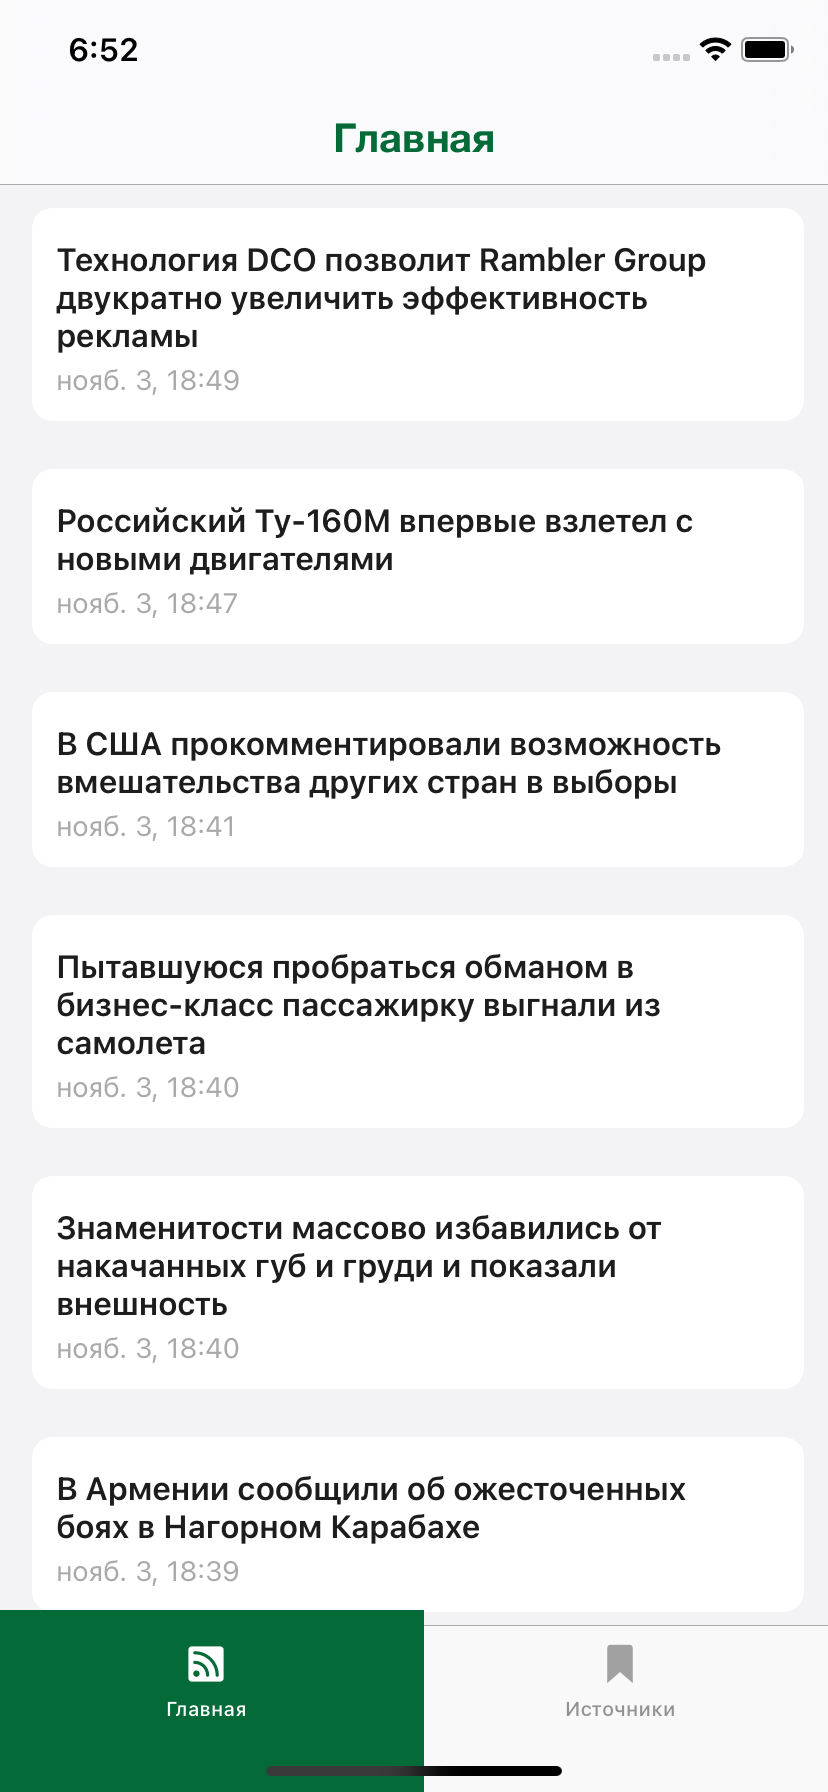 6:52
Главная
Технология DCO позволит Rambler Group
двукратно увеличить эффективность
рекламы
нояб. 3, 18:49
Российский Ту-160М впервые взлетел с
новыми двигателями
нояб. 3, 18:47
В США прокомментировали возможность
вмешательства других стран в выборы
нояб. 3, 18:41
Пытавшуюся пробраться обманом в
бизнес-класс пассажирку выгнали из
самолета
нояб. 3, 18:40
Знаменитости массово избавились от
накачанных губ и груди и показали
внешность
нояб. 3, 18:40
В Армении сообщили об ожесточенных
боях в Нагорном Карабахе
нояб. 3, 18:39
Главная
Источники